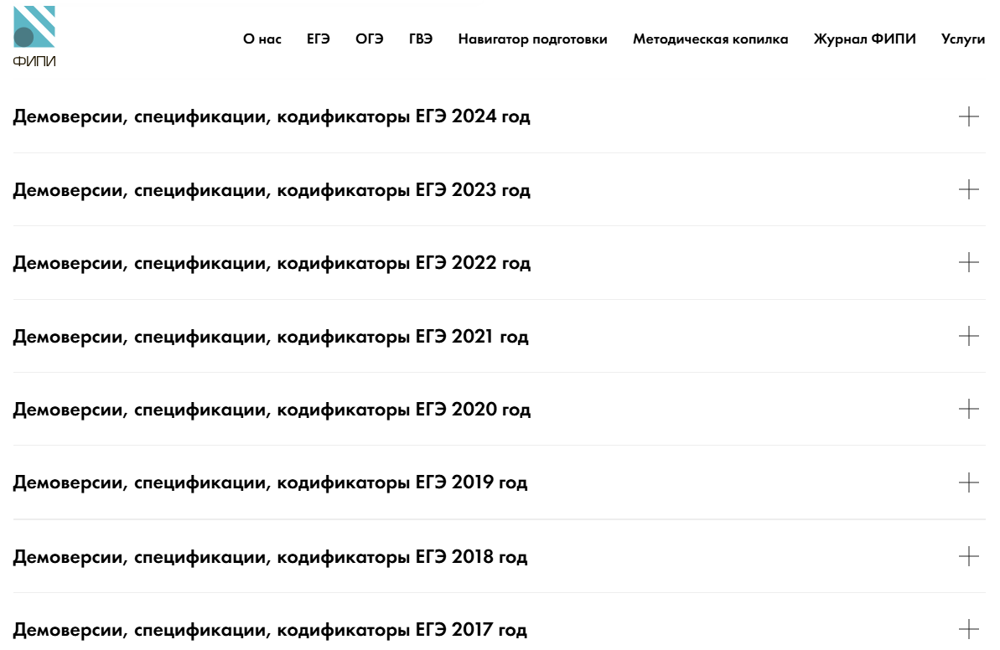 ФИПИ
О нас ЕГЭ ОГЭ ГВЭ Навигатор подготовки Методическая копилка Журнал ФИПИ Услуги
Демоверсии, спецификации, кодификаторы ЕГЭ 2024 год
Демоверсии, спецификации, кодификаторы ЕГЭ 2023 год
Демоверсии, спецификации, кодификаторы ЕГЭ 2022 год
Демоверсии, спецификации, кодификаторы ЕГЭ 2021 год
Демоверсии, спецификации, кодификаторы ЕГЭ 2020 год
Демоверсии, спецификации, кодификаторы ЕГЭ 2019 год
Демоверсии, спецификации, кодификаторы ЕГЭ 2018 год
Демоверсии, спецификации, кодификаторы ЕГЭ 2017 год